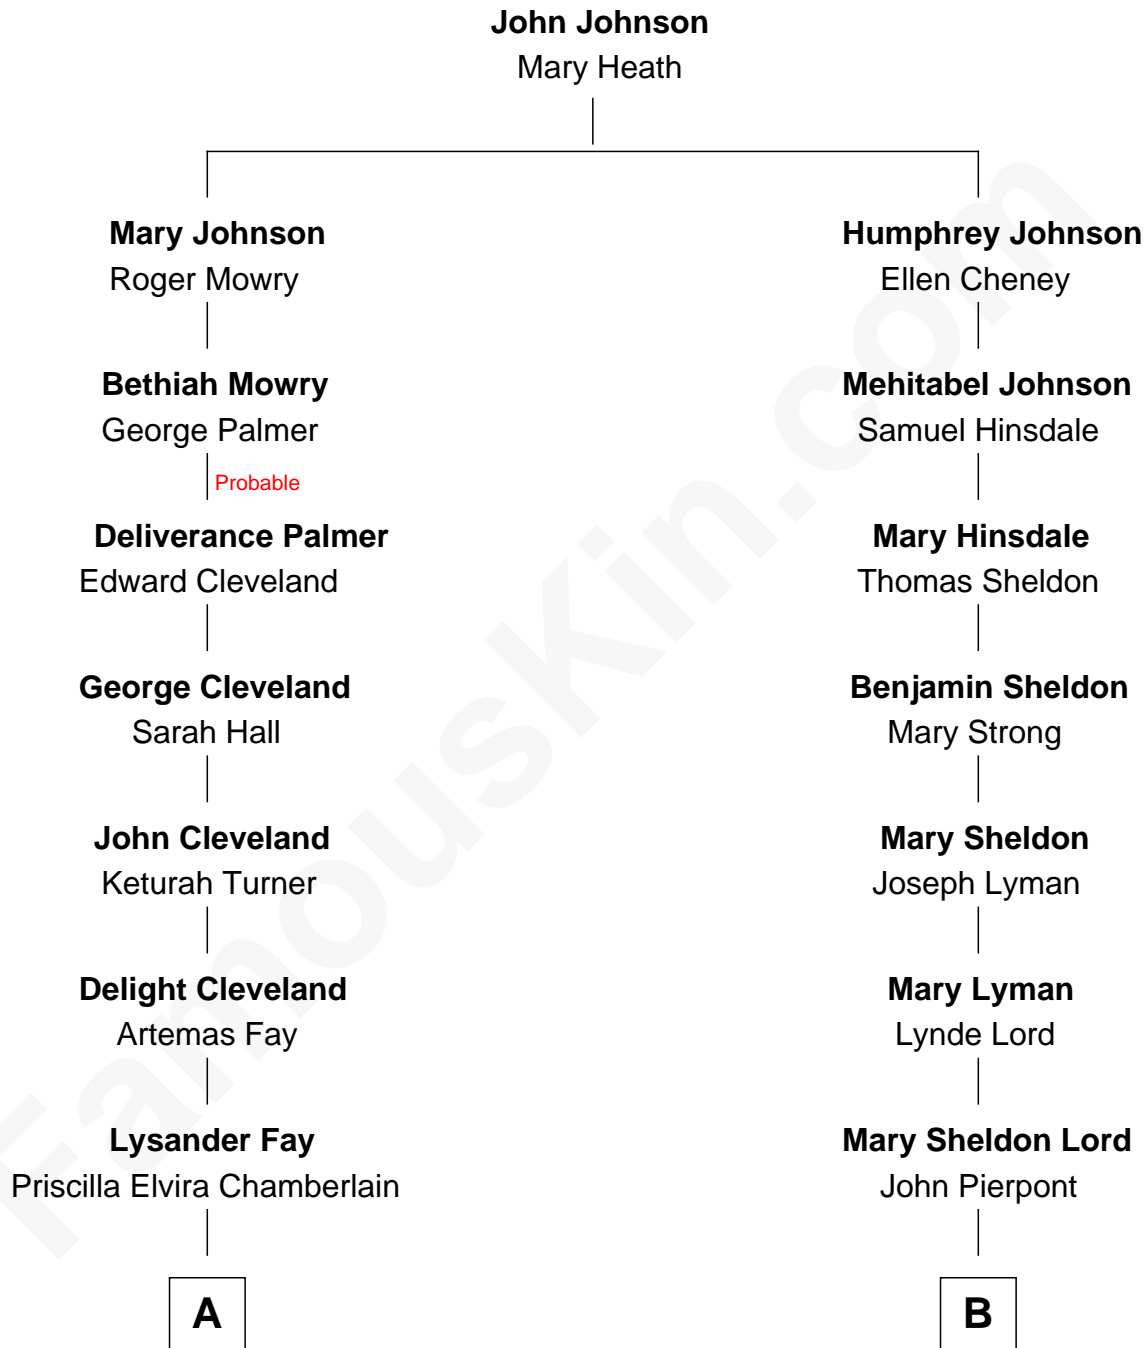 John Johnson
Mary Heath
Mary Johnson
Roger Mowry
Humphrey Johnson
Ellen Cheney
Bethiah Mowry
George Palmer
Mehitabel Johnson
Samuel Hinsdale
Probable
Deliverance Palmer
Edward Cleveland
Mary Hinsdale
Thomas Sheldon
George Cleveland
Sarah Hall
Benjamin Sheldon
Mary Strong
John Cleveland
Keturah Turner
Mary Sheldon
Joseph Lyman
Delight Cleveland
Artemas Fay
Mary Lyman
Lynde Lord
Lysander Fay
Priscilla Elvira Chamberlain
Mary Sheldon Lord
John Pierpont
A
B
FamousKin.com